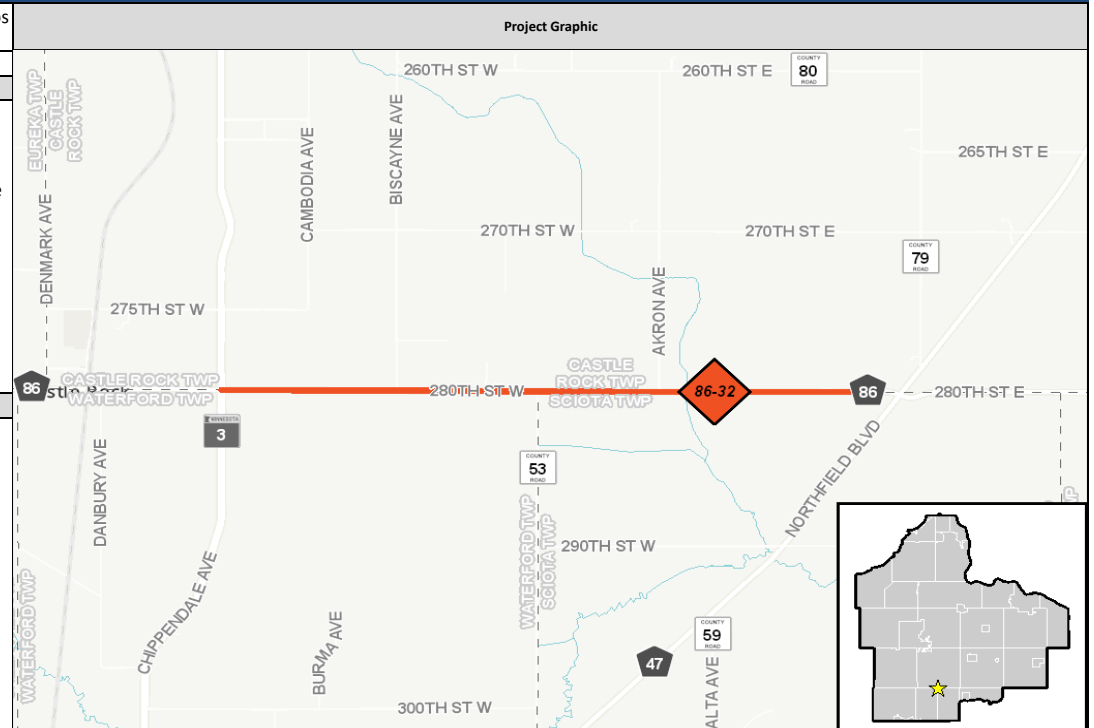 Project Graphic
260TH ST W
260TH ST E
COUNTY
80
ROAD
EUREKA TWP
CASTLE
ROCK TWP
CAMBODIA AVE
BISCAYNE AVE
265TH ST E
DENMARK AVE
270TH ST W
270TH ST E
COUNTY
79
ROAD
275TH ST W
AKRON AVE
86
CASTLE ROCK TWP
WATERFORD TWP
280TH ST W
CASTLE
ROCK TWP
SCIOTA TWP
86-32
86
280TH ST E
MINNESOTA
3
DANBURY AVE
COUNTY
53
ROAD
NORTHFIELD BLVD
WATERFORD TWP
SCIOTA TWP
290TH ST W
WATERFORD TWP
CHIPPENDALE AVE
BURMA AVE
COUNTY
59
ROAD
47
ALTA AVE
300TH ST W